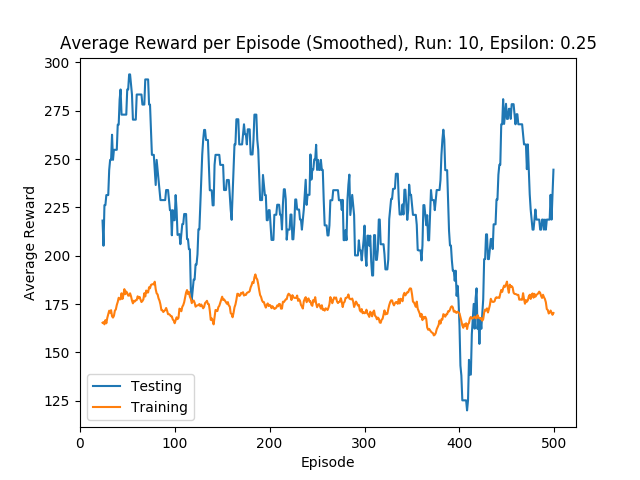 Average Reward per Episode (Smoothed), Run: 10, Epsilon: 0.25
300
275
250
225
200
175
150
125
Average Reward
Testing
Training
0 100 200 300 400 500
Episode